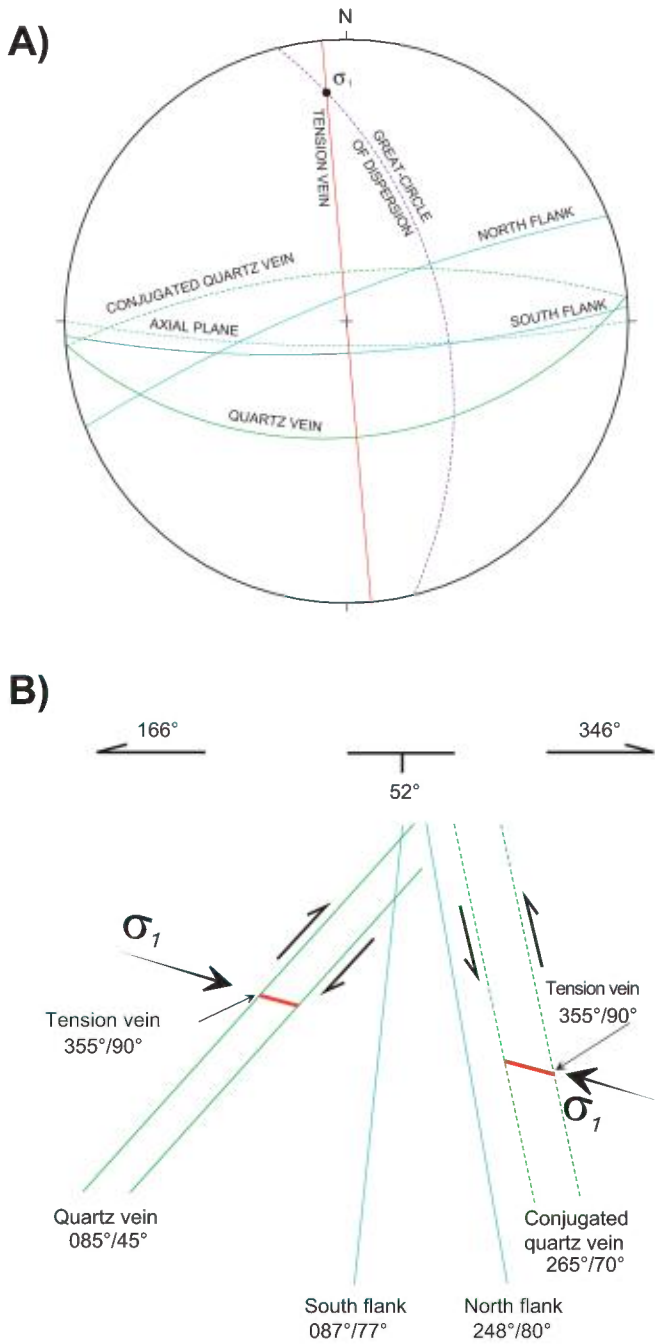 A)
N
σ1
TENSION VEIN
GREAT-CIRCLE
OF DISPERSION
NORTH FLANK
CONJUGATED QUARTZ VEIN
AXIAL PLANE
SOUTH FLANK
QUARTZ VEIN
B)
166°
346°
52°
σ1
Tension vein
355°/90°
Tension vein
355°/90°
σ1
Quartz vein
085°/45°
Conjugated
quartz vein
265°/70°
South flank
087°/77°
North flank
248°/80°